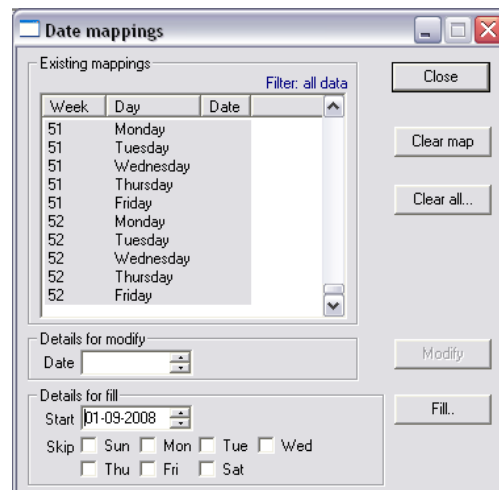 Date mappings
Existing mappings
Filter: all data
Close
Week Day Date
51 Monday
51 Tuesday
51 Wednesday
51 Thursday
51 Friday
52 Monday
52 Tuesday
52 Wednesday
52 Thursday
52 Friday
Clear map
Clear all...
Details for modify
Date
Modify
Details for fill
Start 01-09-2008
Fill..
Skip Sun Mon Tue Wed
Thu Fri Sat